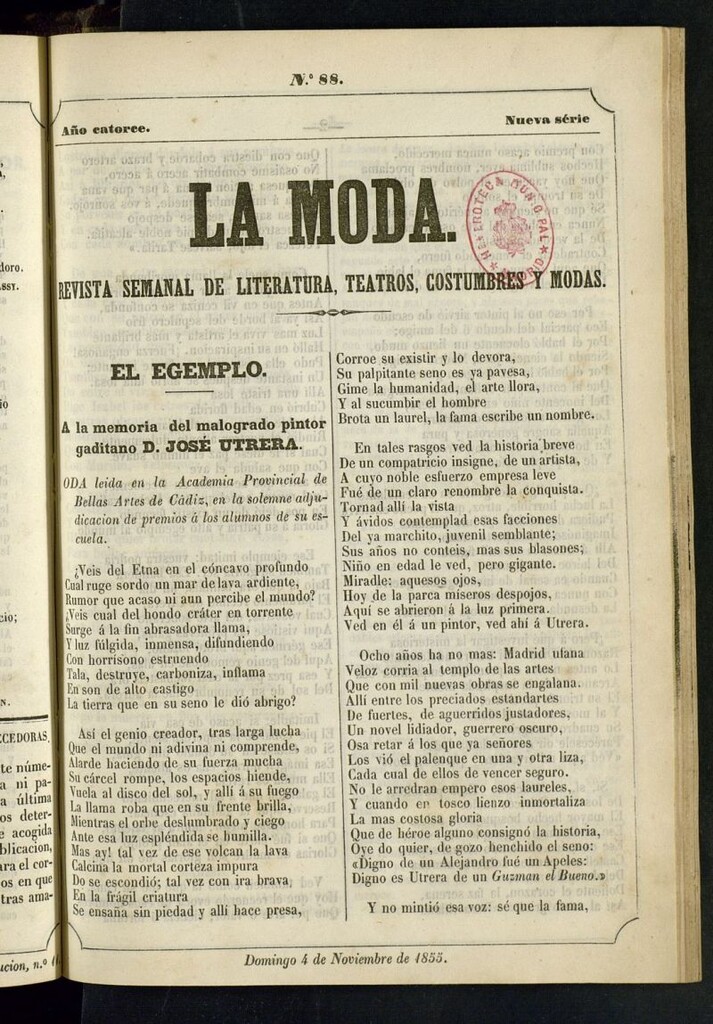 N.º 88.
Año catorce.
Nueva série
LA MODA.
REVISTA SEMANAL DE LITERATURA, TEATROS, COSTUMBRES Y MODAS.
HEMEROTECA MUNICIPAL
MADRID
EL EGEMPLO.
A la memoria del malogrado pintor
gaditano D. JOSÉ UTRERA.
ODA leida en la Academia Provincial de
Bellas Artes de Cádiz, en la solemne adju-
dicacion de premios á los alumnos de su es-
cuela.
¿Veis del Etna en el cóncavo profundo
Cual ruge sordo un mar de lava ardiente,
Rumor que acaso ni aun percibe el mundo?
¿Veis cual del hondo cráter en torrente
Surge á la fin abrasadora llama,
Y luz fúlgida, inmensa, difundiendo
Con horrísono estruendo
Tala, destruye, carboniza, inflama
En son de alto castigo
La tierra que en su seno le dió abrigo?
Así el genio creador, tras larga lucha
Que el mundo ni adivina ni comprende,
Alarde haciendo de su fuerza mucha
Su cárcel rompe, los espacios hiende,
Vuela al disco del sol, y allí á su fuego
La llama roba que en su frente brilla,
Mientras el orbe deslumbrado y ciego
Ante esa luz espléndida se humilla.
Mas ay! tal vez de ese volcan la lava
Calcina la mortal corteza impura
Do se escondió; tal vez con ira brava
En la frágil criatura
Se ensaña sin piedad y allí hace presa,
Corroe su existir y lo devora,
Su palpitante seno es ya pavesa,
Gime la humanidad, el arte llora,
Y al sucumbir el hombre
Brota un laurel, la fama escribe un nombre.
En tales rasgos ved la historia breve
De un compatricio insigne, de un artista,
A cuyo noble esfuerzo empresa leve
Fué de un claro renombre la conquista.
Tornad allí la vista
Y ávidos contemplad esas facciones
Del ya marchito, juvenil semblante;
Sus años no conteis, mas sus blasones;
Niño en edad le ved, pero gigante.
Miradle: aquesos ojos,
Hoy de la parca míseros despojos,
Aquí se abrieron á la luz primera.
Ved en él á un pintor, ved ahí á Utrera.
Ocho años ha no mas: Madrid ufana
Veloz corria al templo de las artes
Que con mil nuevas obras se engalana.
Allí entre los preciados estandartes
De fuertes, de aguerridos justadores,
Un novel lidiador, guerrero oscuro,
Osa retar á los que ya señores
Los vió el palenque en una y otra liza,
Cada cual de ellos de vencer seguro.
No le arredran empero esos laureles,
Y cuando en tosco lienzo inmortaliza
La mas costosa gloria
Que de héroe alguno consignó la historia,
Oye do quier, de gozo henchido el seno:
«Digno de un Alejandro fué un Apeles:
Digno es Utrera de un Guzman el Bueno.»
Y no mintió esa voz: sé que la fama,
Domingo 4 de Noviembre de 1855.